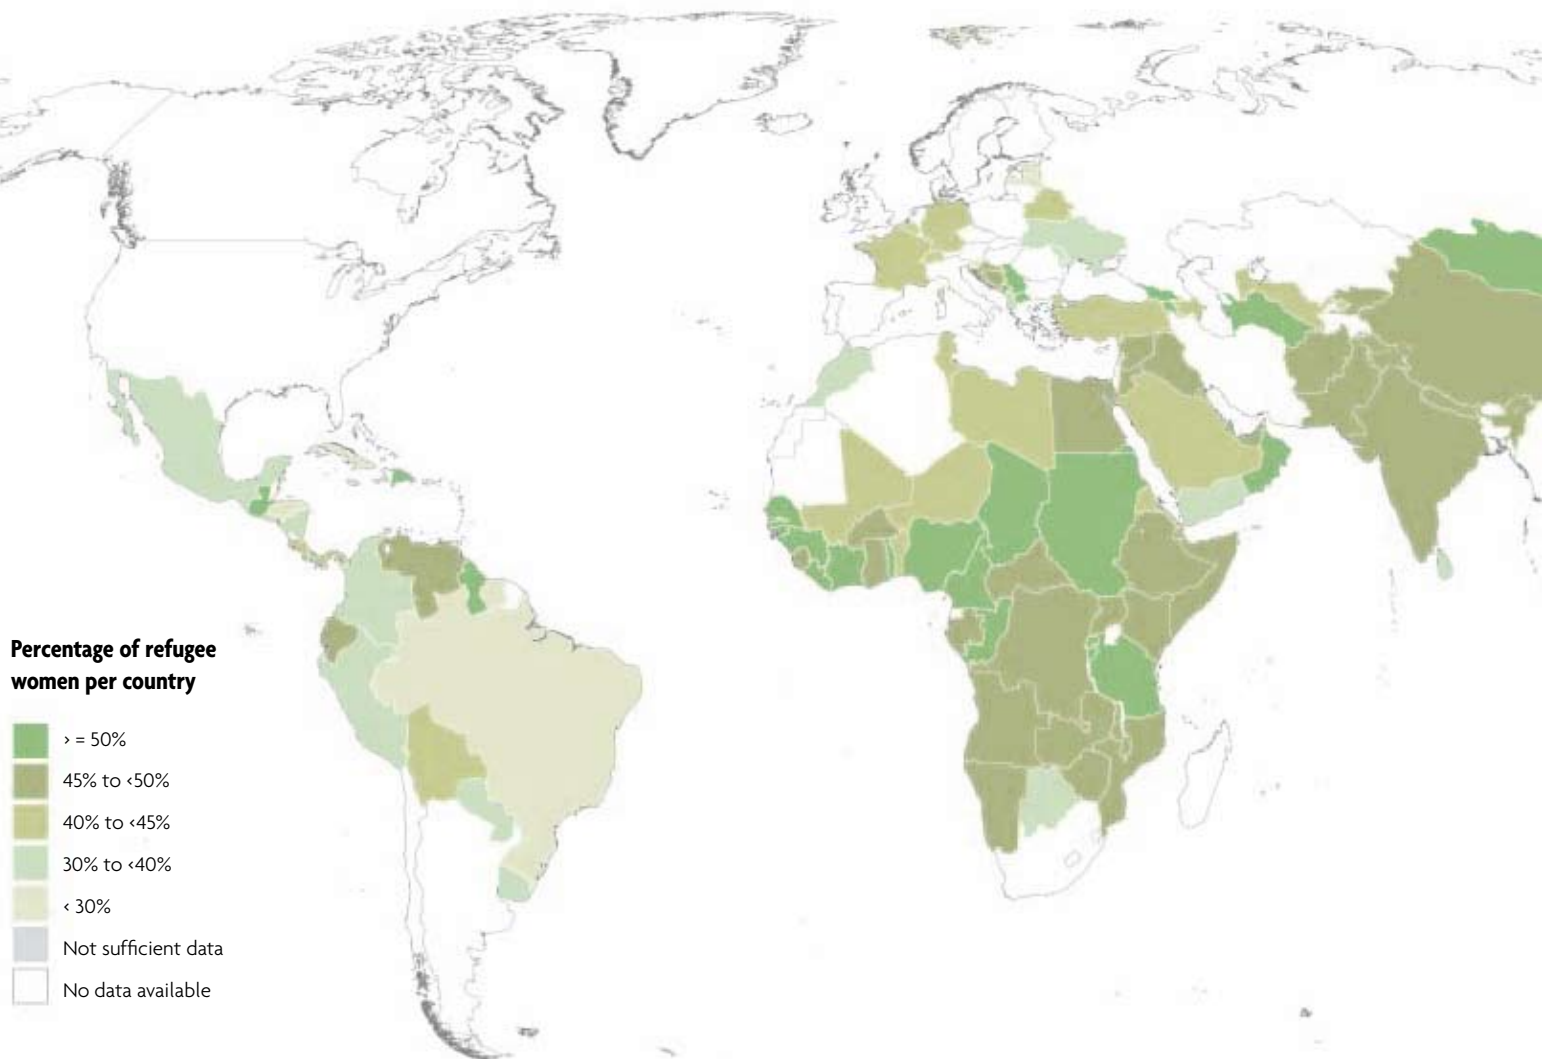 Percentage of refugee
women per country
› = 50%
45% to ‹50%
40% to ‹45%
30% to ‹40%
‹ 30%
Not sufficient data
No data available